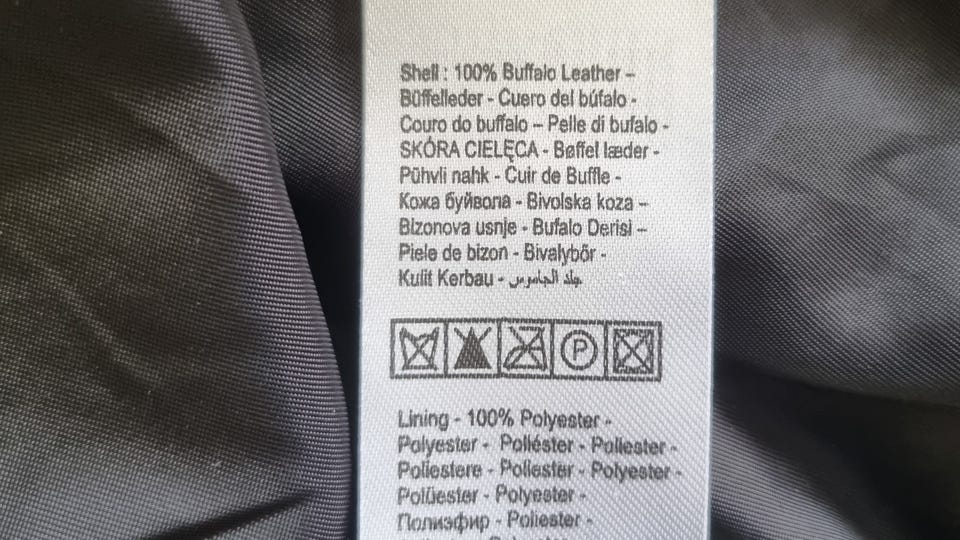 Shell : 100% Buffalo Leather –
Büffelleder - Cuero del búfalo -
Couro do buffalo – Pelle di bufalo -
SKÓRA CIELĘCA - Bøffel læder -
Pühvli nahk - Cuir de Buffle -
Кожа буйвола - Bivolska koza –
Bizonova usnje - Bufalo Derisi –
Piele de bizon - Bivalybőr -
Kulit Kerbau - جلد الجاموس
P
Lining - 100% Polyester -
Polyester - Poliéster - Poliester -
Poliestere - Poliester - Polyester -
Polüester - Polyester -
Полиэфир - Poliester -